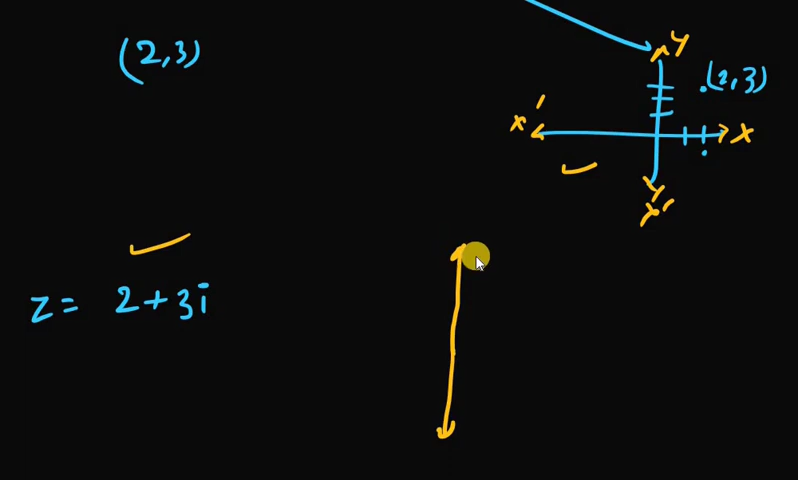 (2,3)
y
(2,3)
x'
x
y'
z = 2+3i